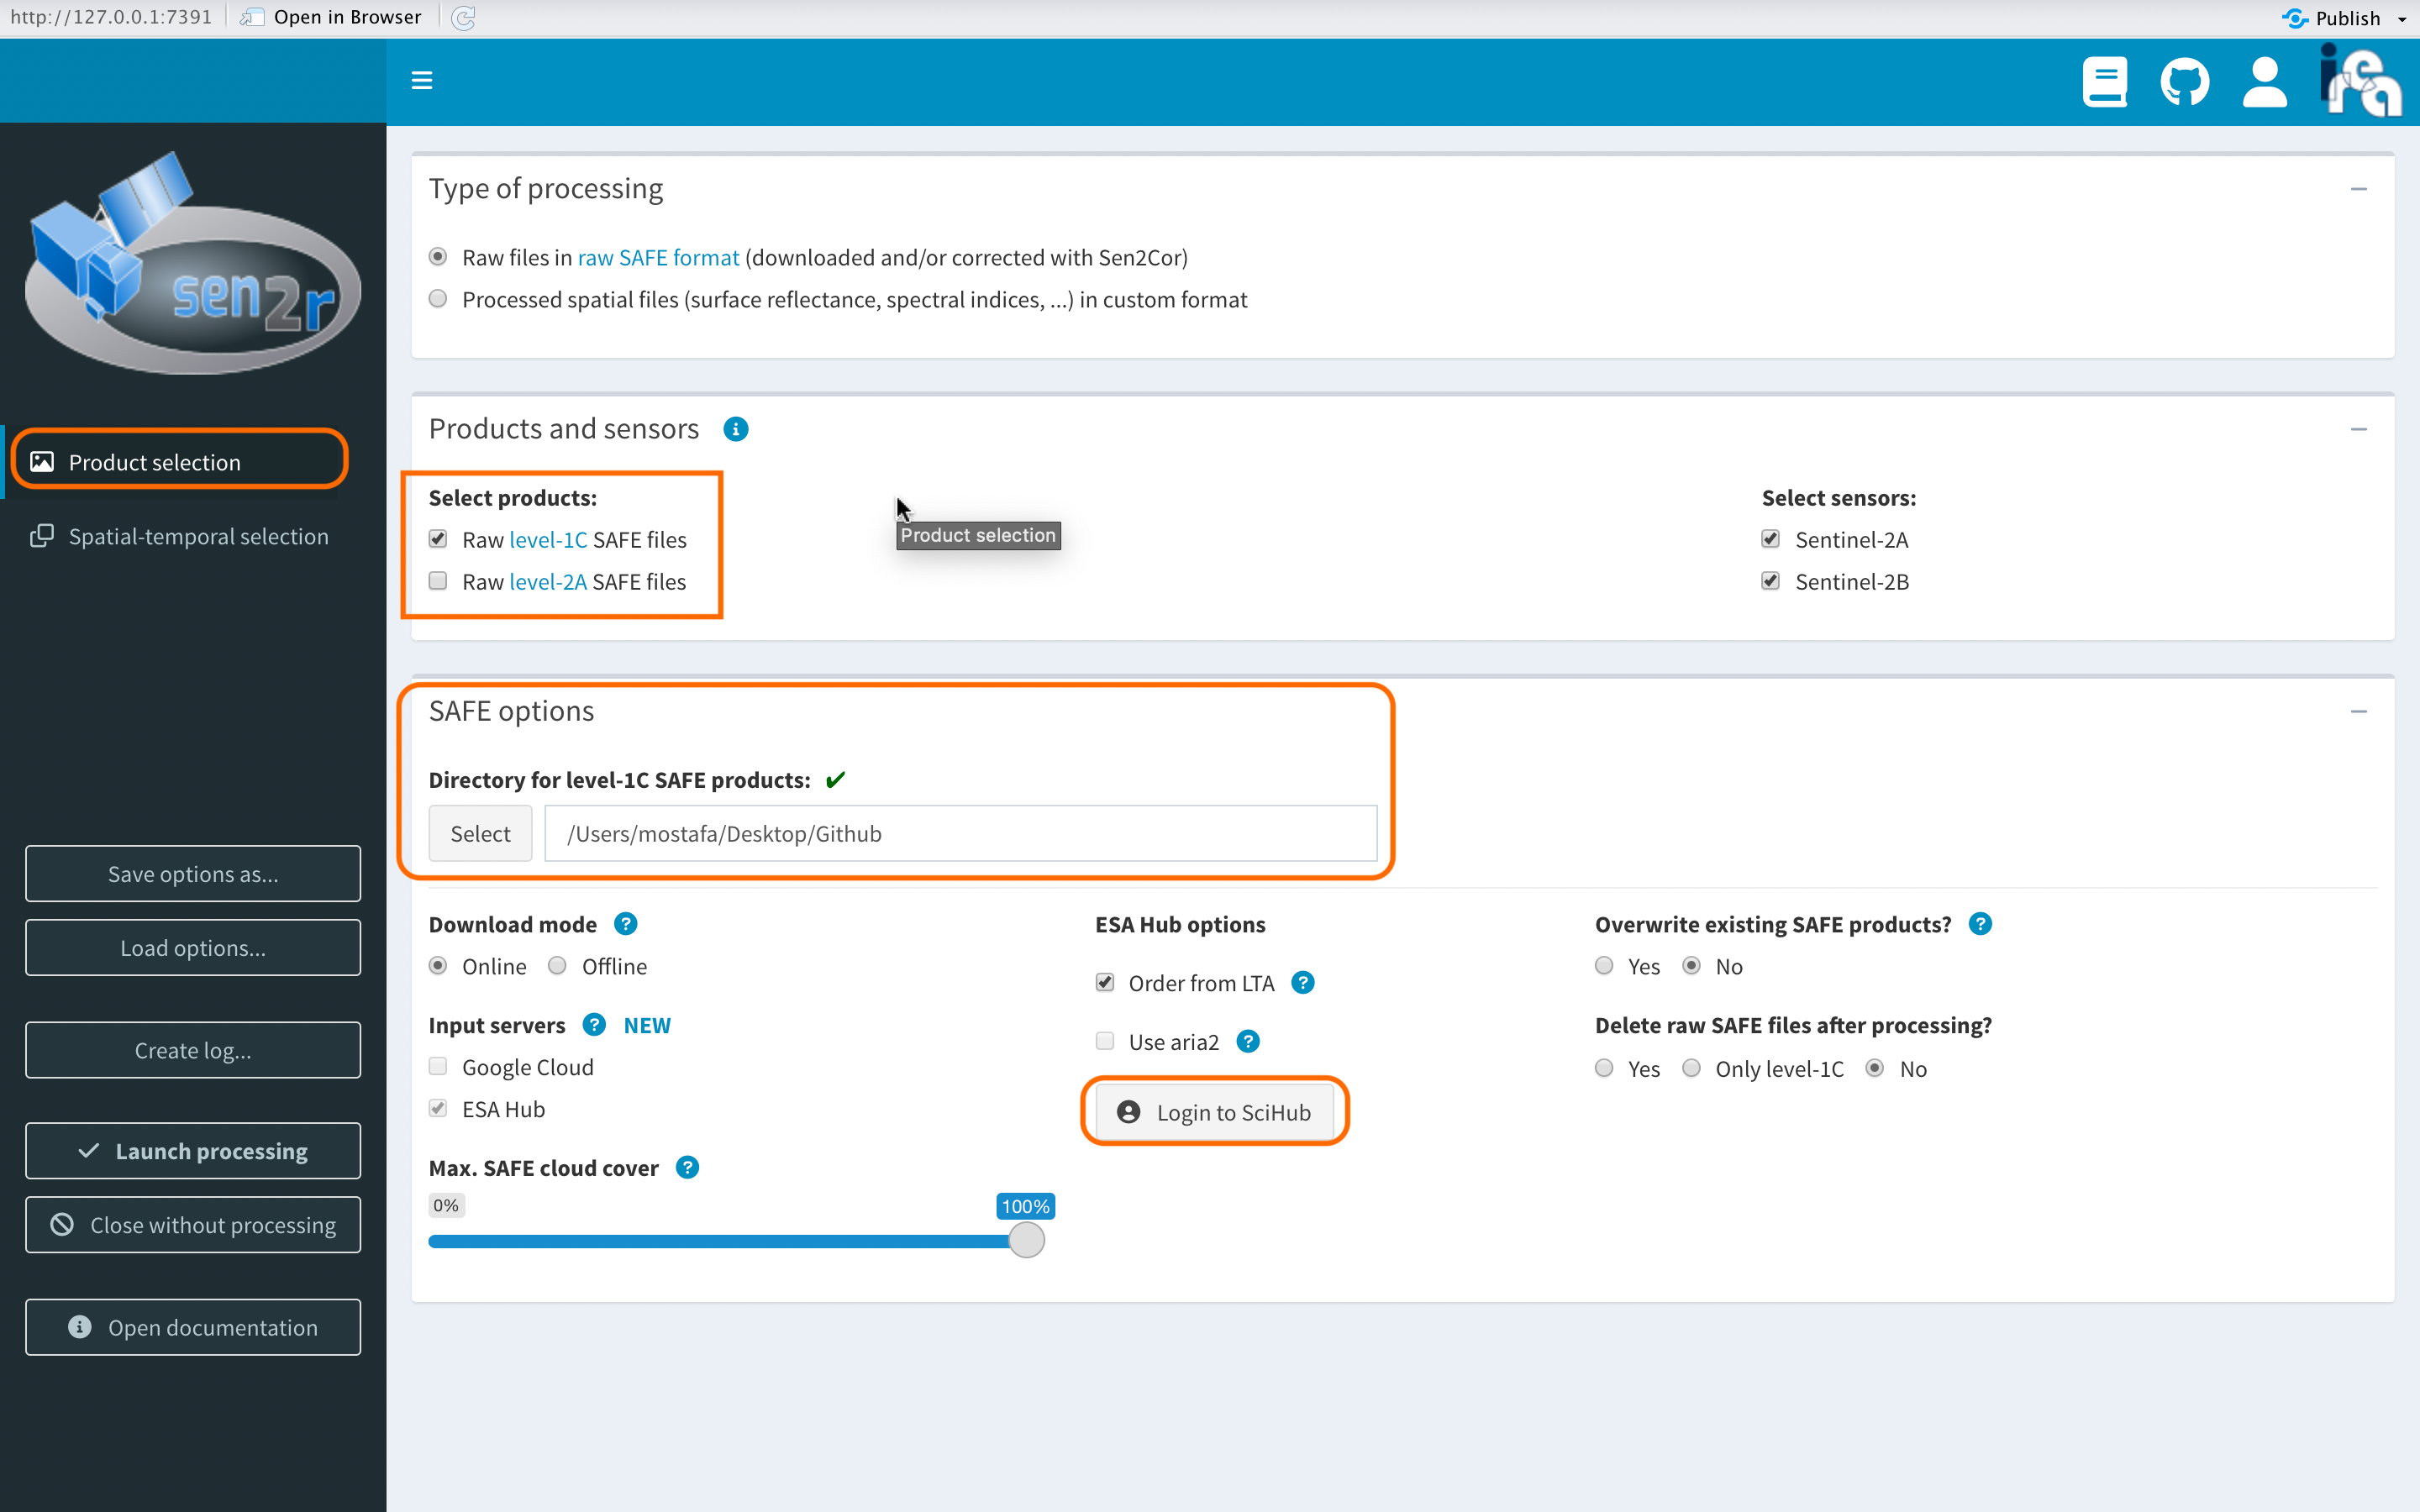 http://127.0.0.1:7391 Open in Browser Publish
irea
sen2r
Product selection
Spatial-temporal selection
Save options as...
Load options...
Create log...
Launch processing
Close without processing
Open documentation
Type of processing
Raw files in raw SAFE format (downloaded and/or corrected with Sen2Cor)
Processed spatial files (surface reflectance, spectral indices, ...) in custom format
Products and sensors
Select products:
Raw level-1C SAFE files
Raw level-2A SAFE files
Product selection
Select sensors:
Sentinel-2A
Sentinel-2B
SAFE options
Directory for level-1C SAFE products:
Select /Users/mostafa/Desktop/Github
Download mode
Online Offline
Input servers NEW
Google Cloud
ESA Hub
Max. SAFE cloud cover
0% 100%
ESA Hub options
Order from LTA
Use aria2
Login to SciHub
Overwrite existing SAFE products?
Yes No
Delete raw SAFE files after processing?
Yes Only level-1C No